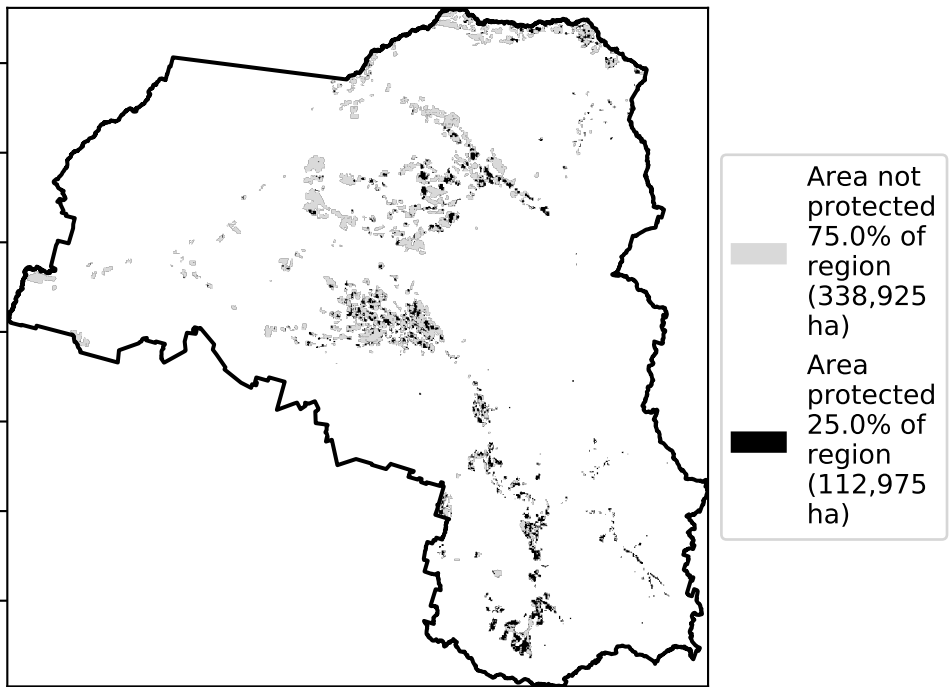 Area not
protected
75.0% of
region
(338,925
ha)
Area
protected
25.0% of
region
(112,975
ha)